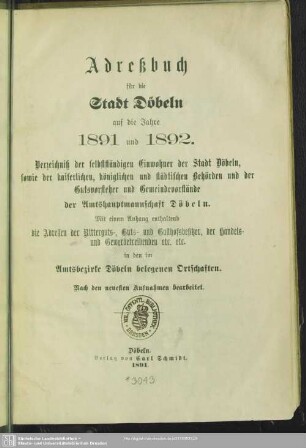 Adreßbuch
für die
Stadt Döbeln
auf die Jahre
1891 und 1892.
Verzeichniß der selbstständigen Einwohner der Stadt Döbeln,
sowie der kaiserlichen, königlichen und städtischen Behörden und der
Gutsvorsteher und Gemeindevorstände
der Amtshauptmannschaft Döbeln.
Mit einem Anhang enthaltend
die Adressen der Ritterguts-, Guts- und Gasthofsbesitzer, der Handels-
und Gewerbetreibenden etc. etc.
in den im
Amtsbezirke Döbeln belegenen Ortschaften.
Nach den neuesten Aufnahmen bearbeitet.
Döbeln.
Verlag von Carl Schmidt.
1891